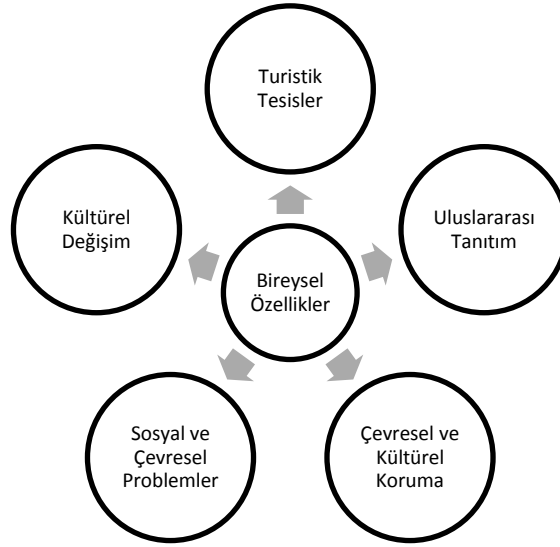 Turistik
Tesisler
Kültürel
Değişim
Uluslararası
Tanıtım
Bireysel
Özellikler
Sosyal ve
Çevresel
Problemler
Çevresel ve
Kültürel
Koruma